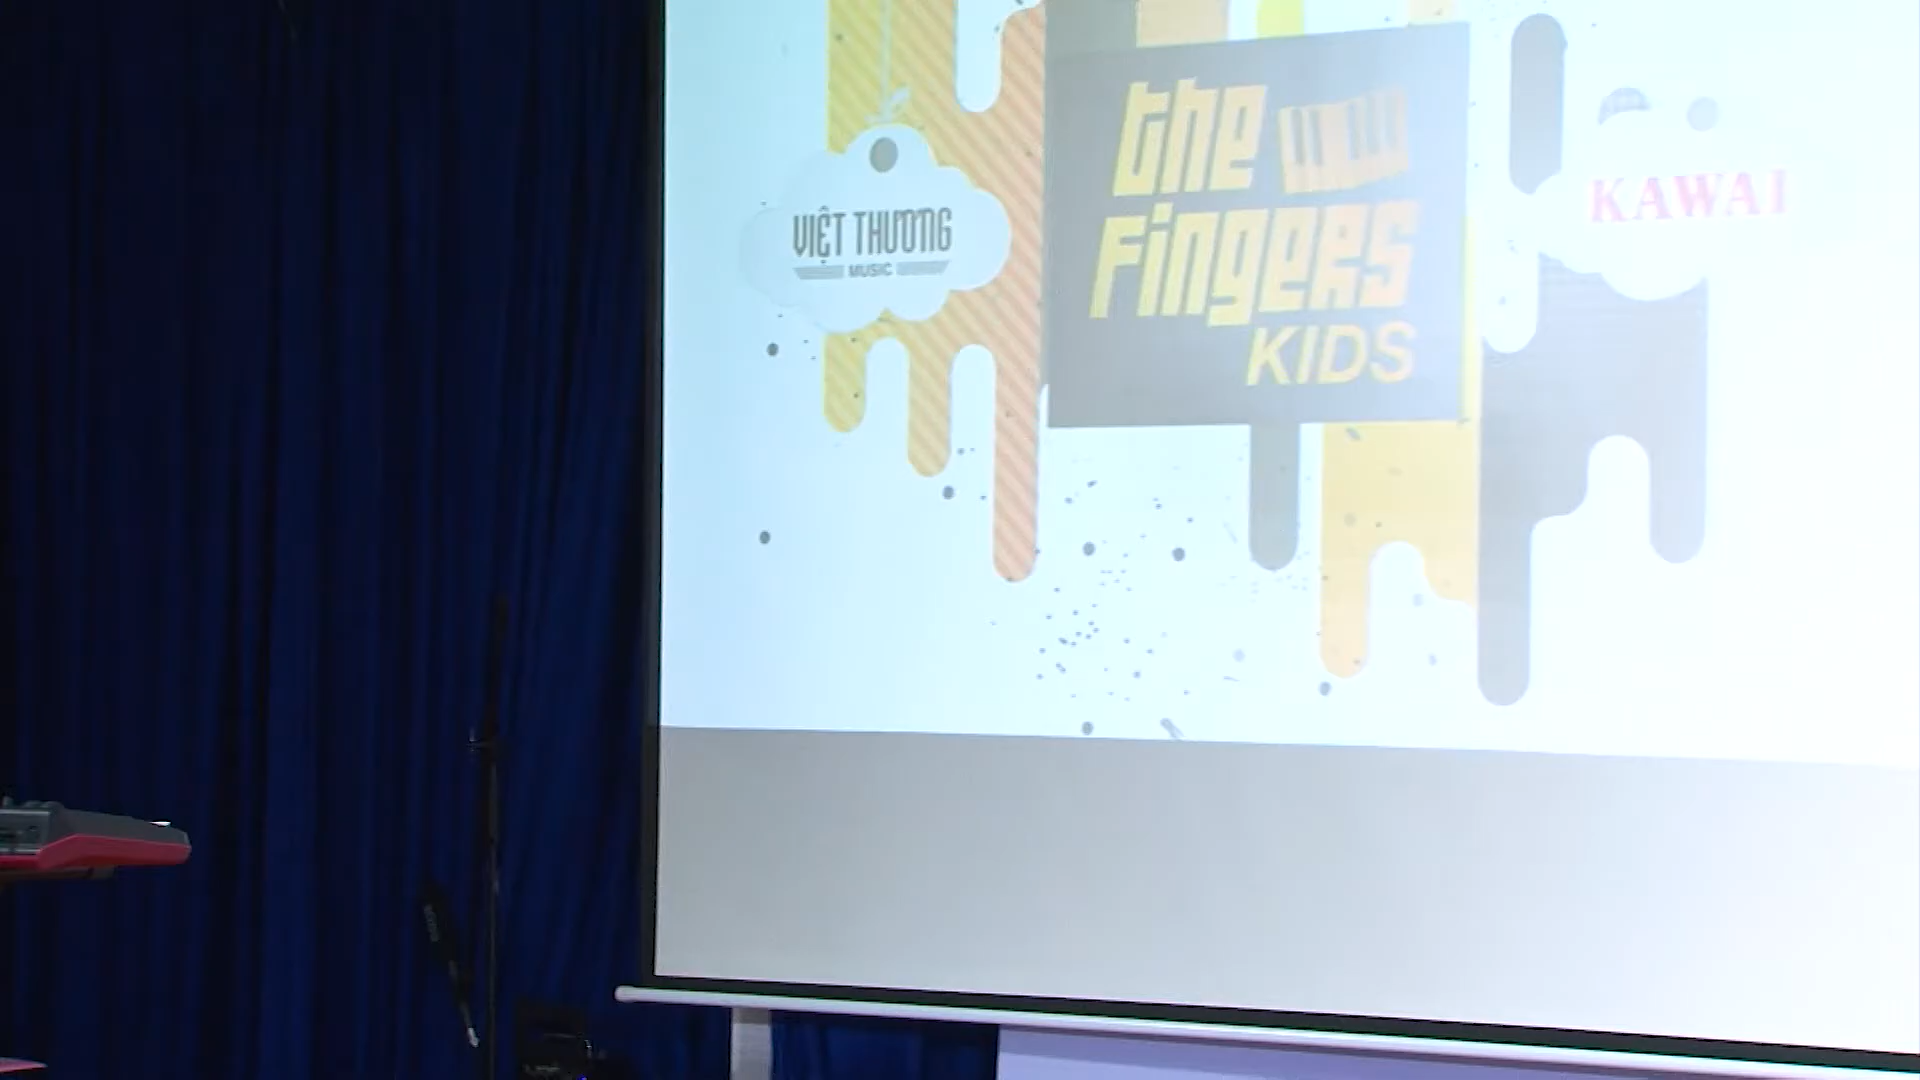 the
Fingers
KIDS
VIỆT THƯƠNG
MUSIC
KAWAI